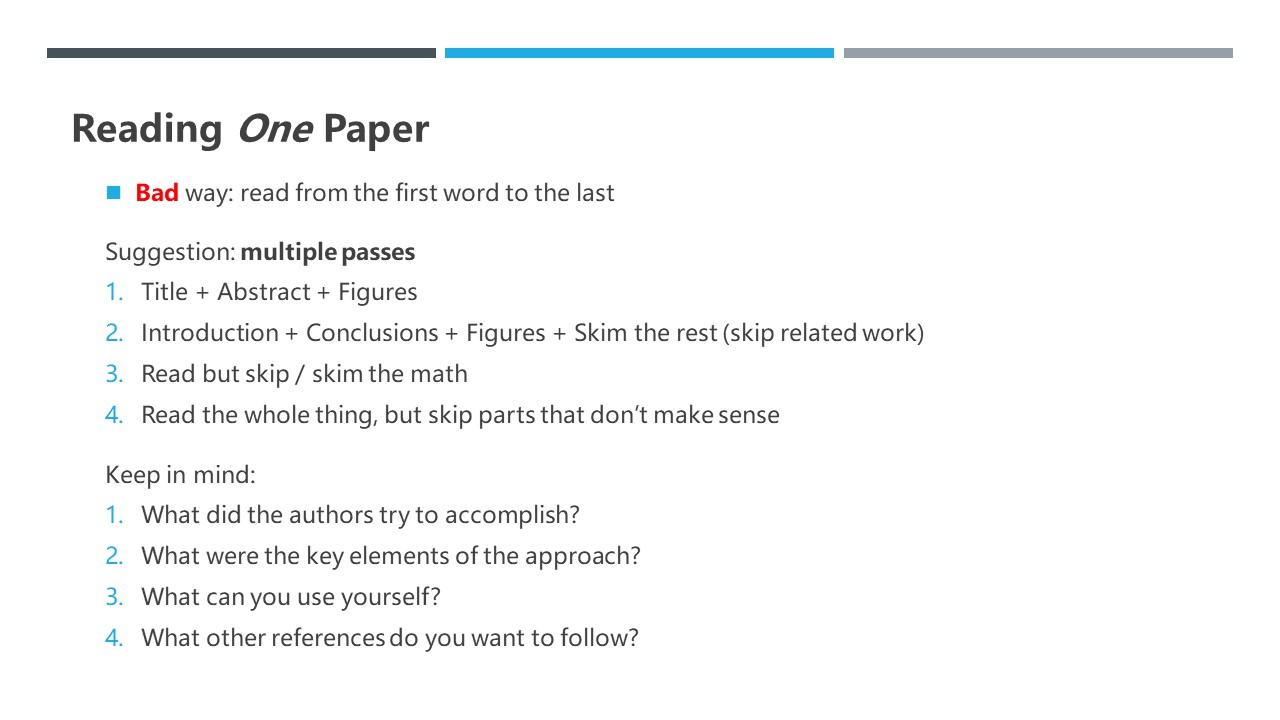 Reading One Paper
Bad way: read from the first word to the last
Suggestion: multiple passes
1. Title + Abstract + Figures
2. Introduction + Conclusions + Figures + Skim the rest (skip related work)
3. Read but skip / skim the math
4. Read the whole thing, but skip parts that don’t make sense
Keep in mind:
1. What did the authors try to accomplish?
2. What were the key elements of the approach?
3. What can you use yourself?
4. What other references do you want to follow?